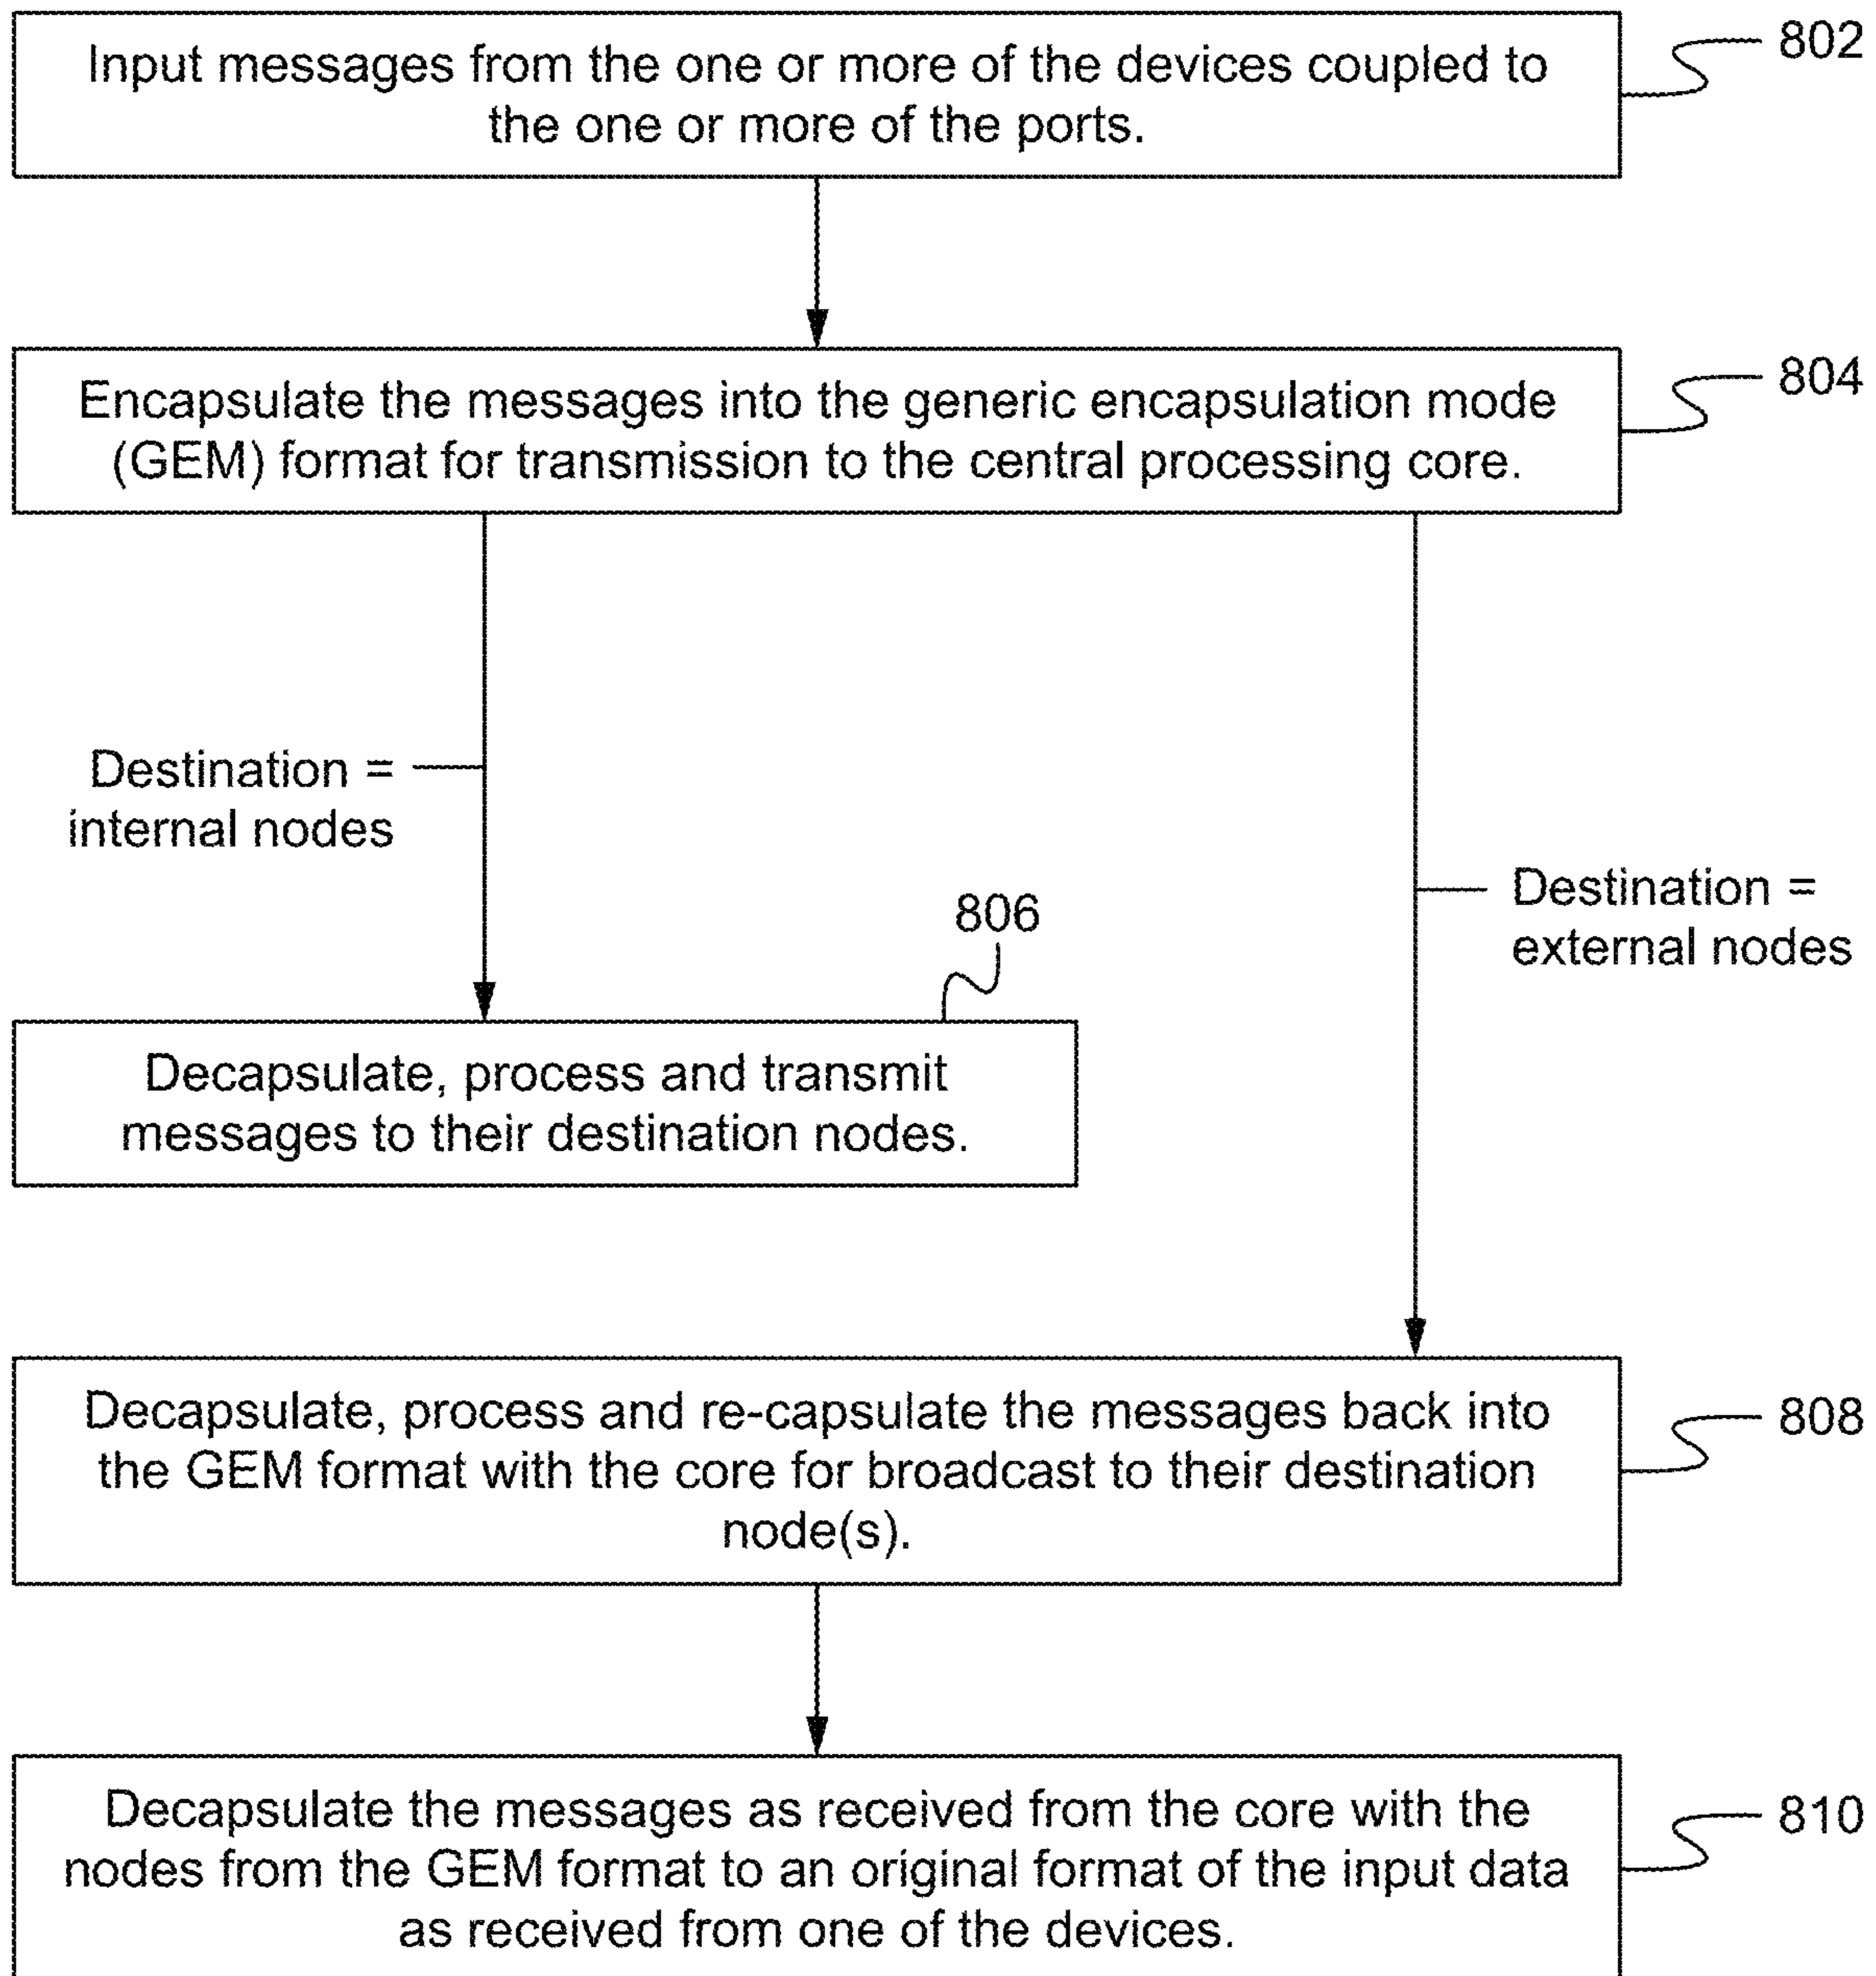 Input messages from the one or more of the devices coupled to
the one or more of the ports.
802
Encapsulate the messages into the generic encapsulation mode
(GEM) format for transmission to the central processing core.
804
Destination =
internal nodes
Destination =
external nodes
806
Decapsulate, process and transmit
messages to their destination nodes.
Decapsulate, process and re-capsulate the messages back into
the GEM format with the core for broadcast to their destination
node(s).
808
Decapsulate the messages as received from the core with the
nodes from the GEM format to an original format of the input data
as received from one of the devices.
810